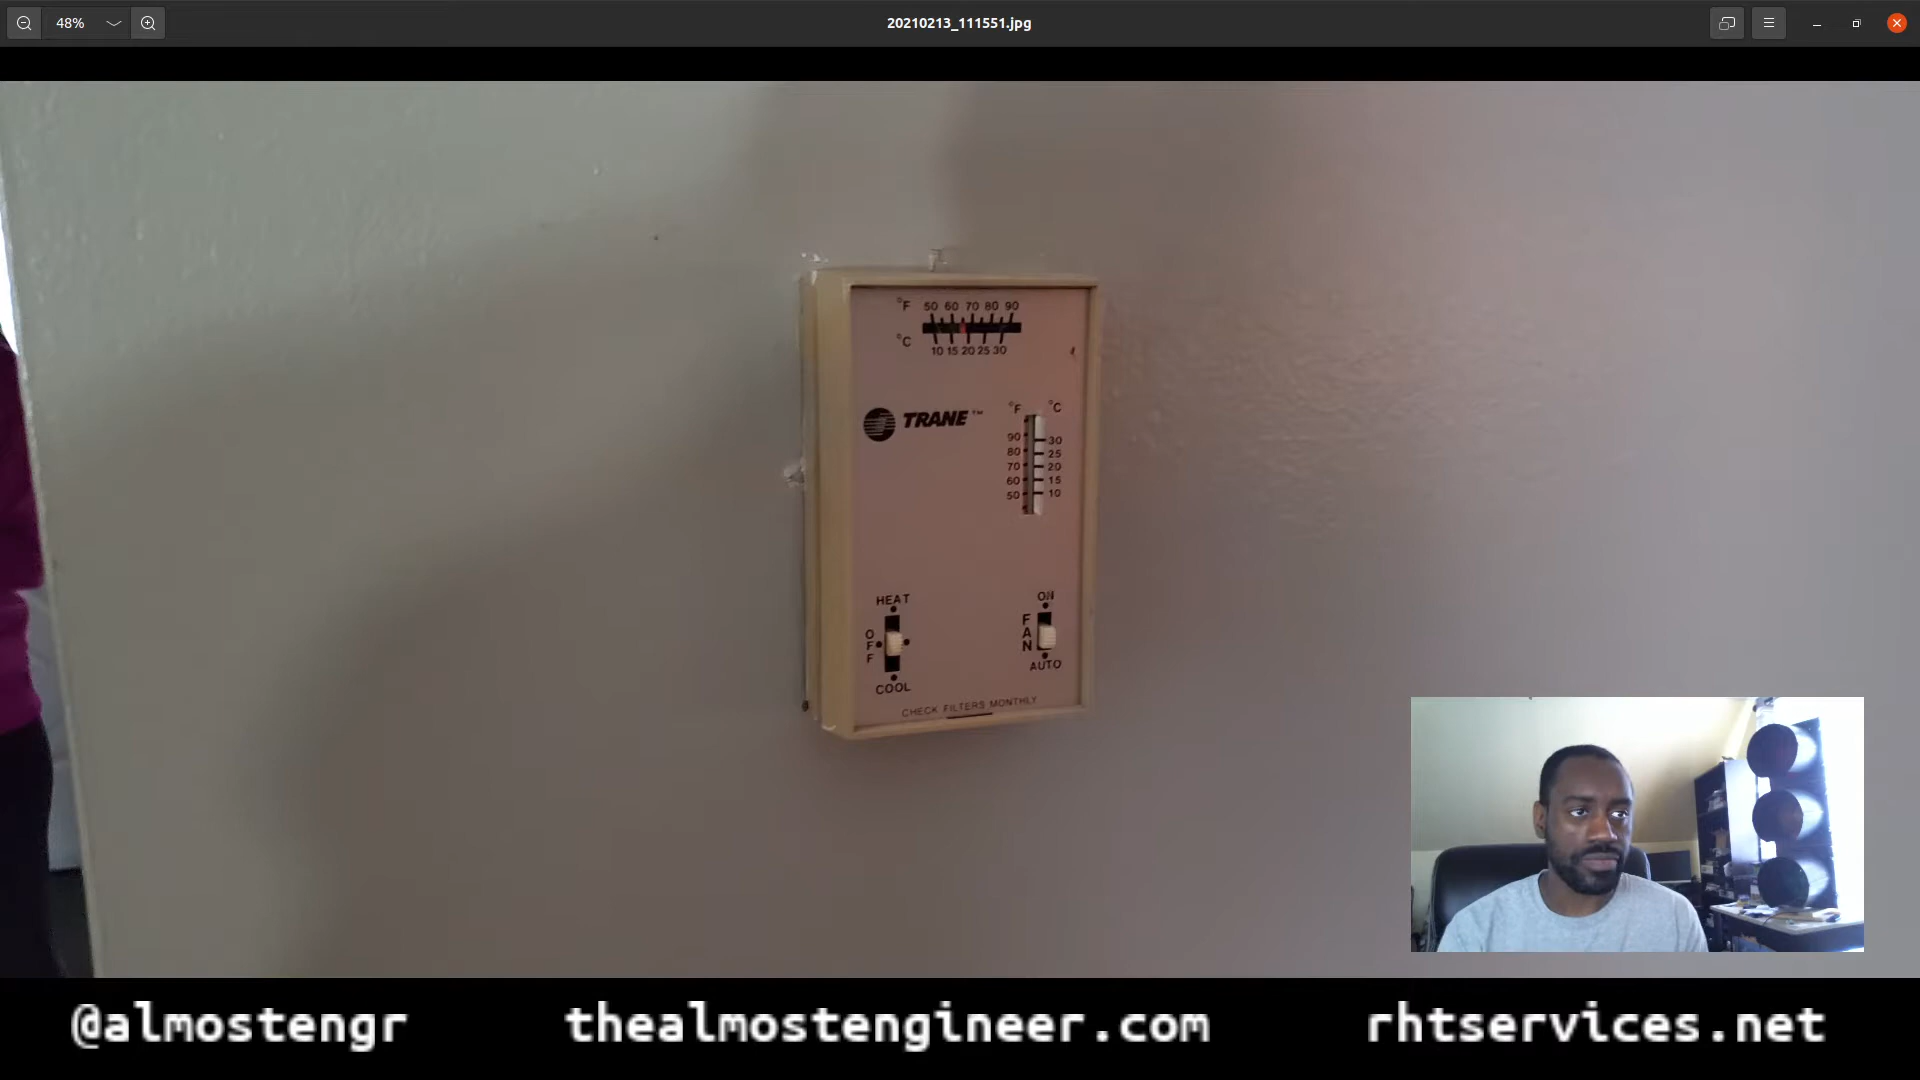 48%
20210213_111551.jpg
°F 50 60 70 80 90
°C 10 15 20 25 30
TRANE™
°F °C
90 30
80 25
70 20
60 15
50 10
HEAT
OFF
COOL
ON
FAN
AUTO
CHECK FILTERS MONTHLY
@almostengr
thealmostengineer.com
rhtservices.net